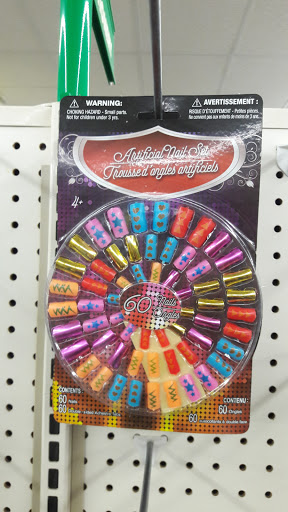 WARNING:
CHOKING HAZARD - Small parts.
Not for children under 3 yrs.
AVERTISSEMENT :
RISQUE D'ÉTOUFFEMENT - Petites pièces.
Ne convient pas aux enfants de moins de 3 ans.
Artificial Nail Set
Trousse d'ongles artificiels
4+
60 Nails
Ongles
CONTENTS
60
60
CONTENU :
60 Ongles
60